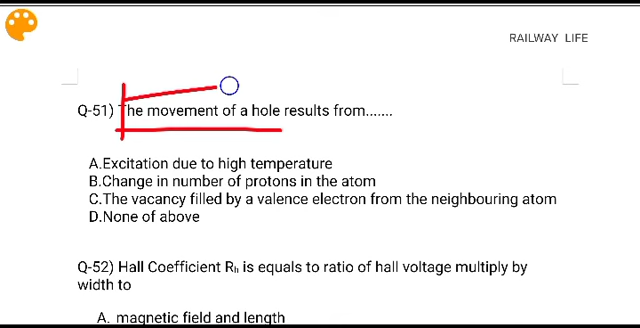 RAILWAY LIFE
Q-51) The movement of a hole results from.......
A.Excitation due to high temperature
B.Change in number of protons in the atom
C.The vacancy filled by a valence electron from the neighbouring atom
D.None of above
Q-52) Hall Coefficient Rₕ is equals to ratio of hall voltage multiply by
width to
A. magnetic field and length